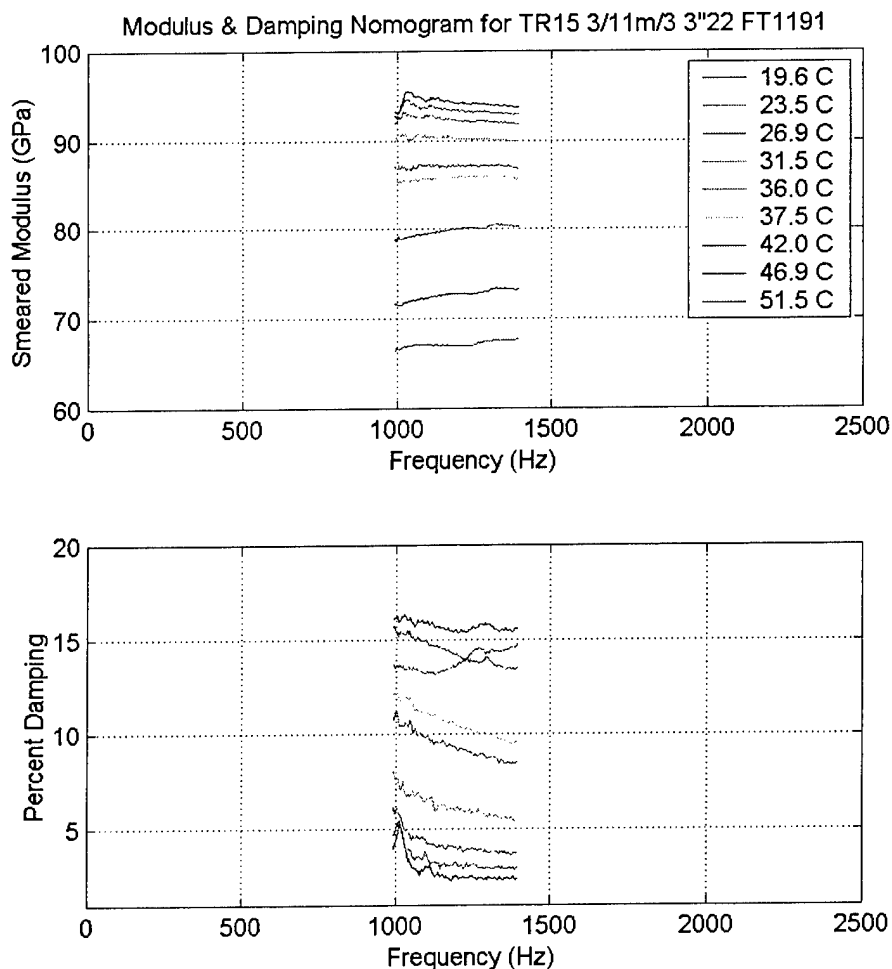 Modulus & Damping Nomogram for TR15 3/11m/3 3"22 FT1191
100
90
80
70
60
Smeared Modulus (GPa)
19.6 C
23.5 C
26.9 C
31.5 C
36.0 C
37.5 C
42.0 C
46.9 C
51.5 C
0 500 1000 1500 2000 2500
Frequency (Hz)
20
15
10
5
Percent Damping
0 500 1000 1500 2000 2500
Frequency (Hz)